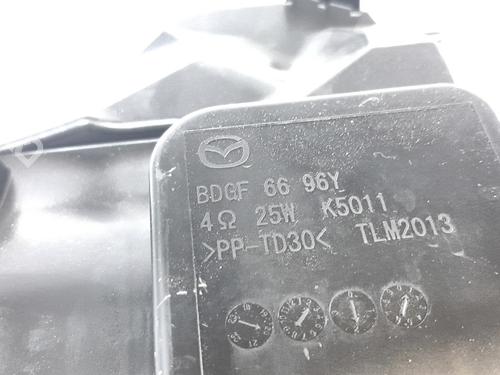 BDGF 66 96Y
4Ω 25W K5011
>PP-TD30< TLM2013